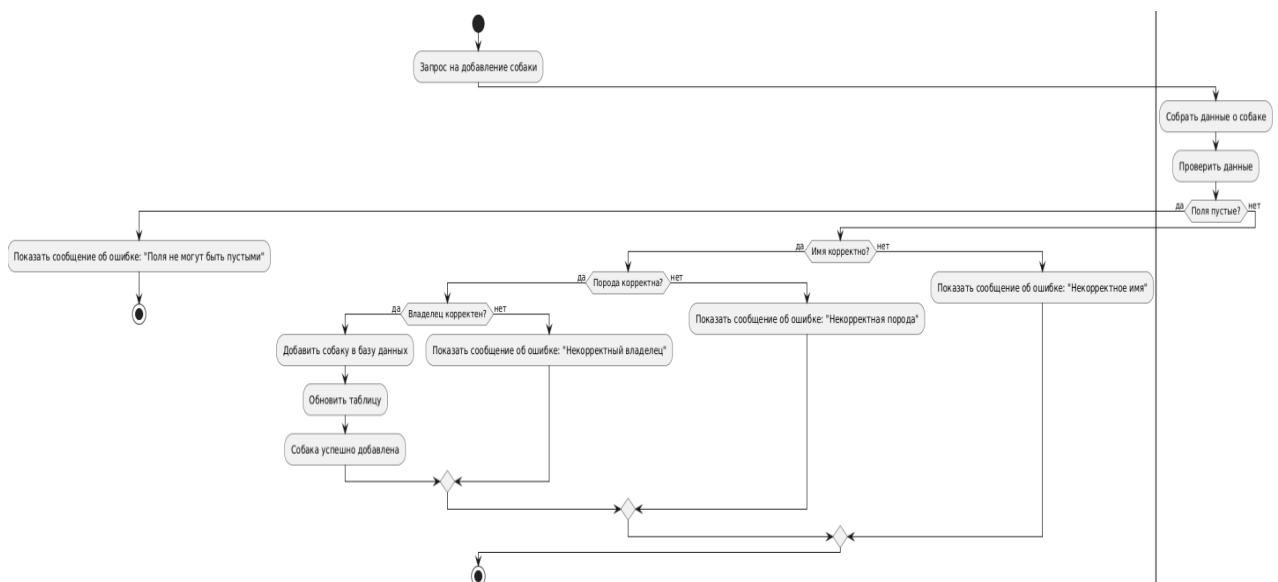 Запрос на добавление собаки
Собрать данные о собаке
Проверить данные
да
Поля пустые?
нет
Показать сообщение об ошибке: "Поля не могут быть пустыми"
да
Имя корректно?
нет
Показать сообщение об ошибке: "Некорректное имя"
да
Порода корректна?
нет
Показать сообщение об ошибке: "Некорректная порода"
да
Владелец корректен?
нет
Добавить собаку в базу данных
Показать сообщение об ошибке: "Некорректный владелец"
Обновить таблицу
Собака успешно добавлена